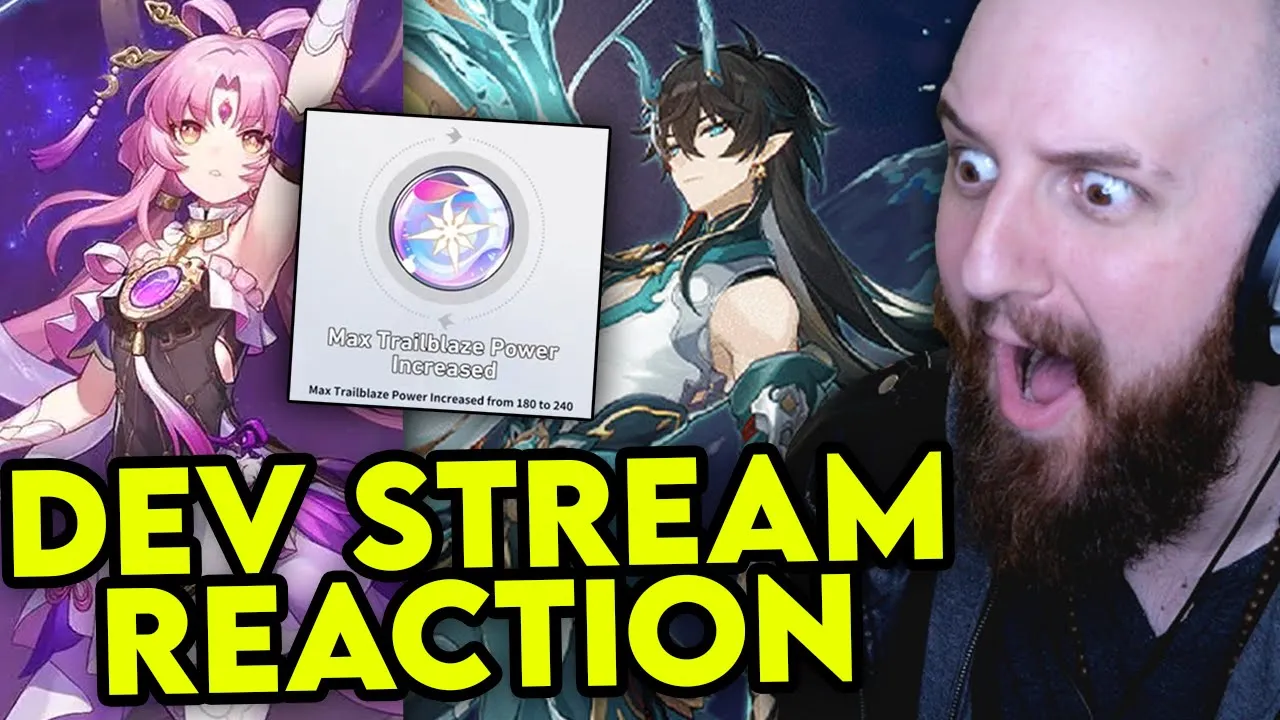 Max Trailblaze Power
Increased
Max Trailblaze Power Increased from 180 to 240
DEV STREAM
REACTION